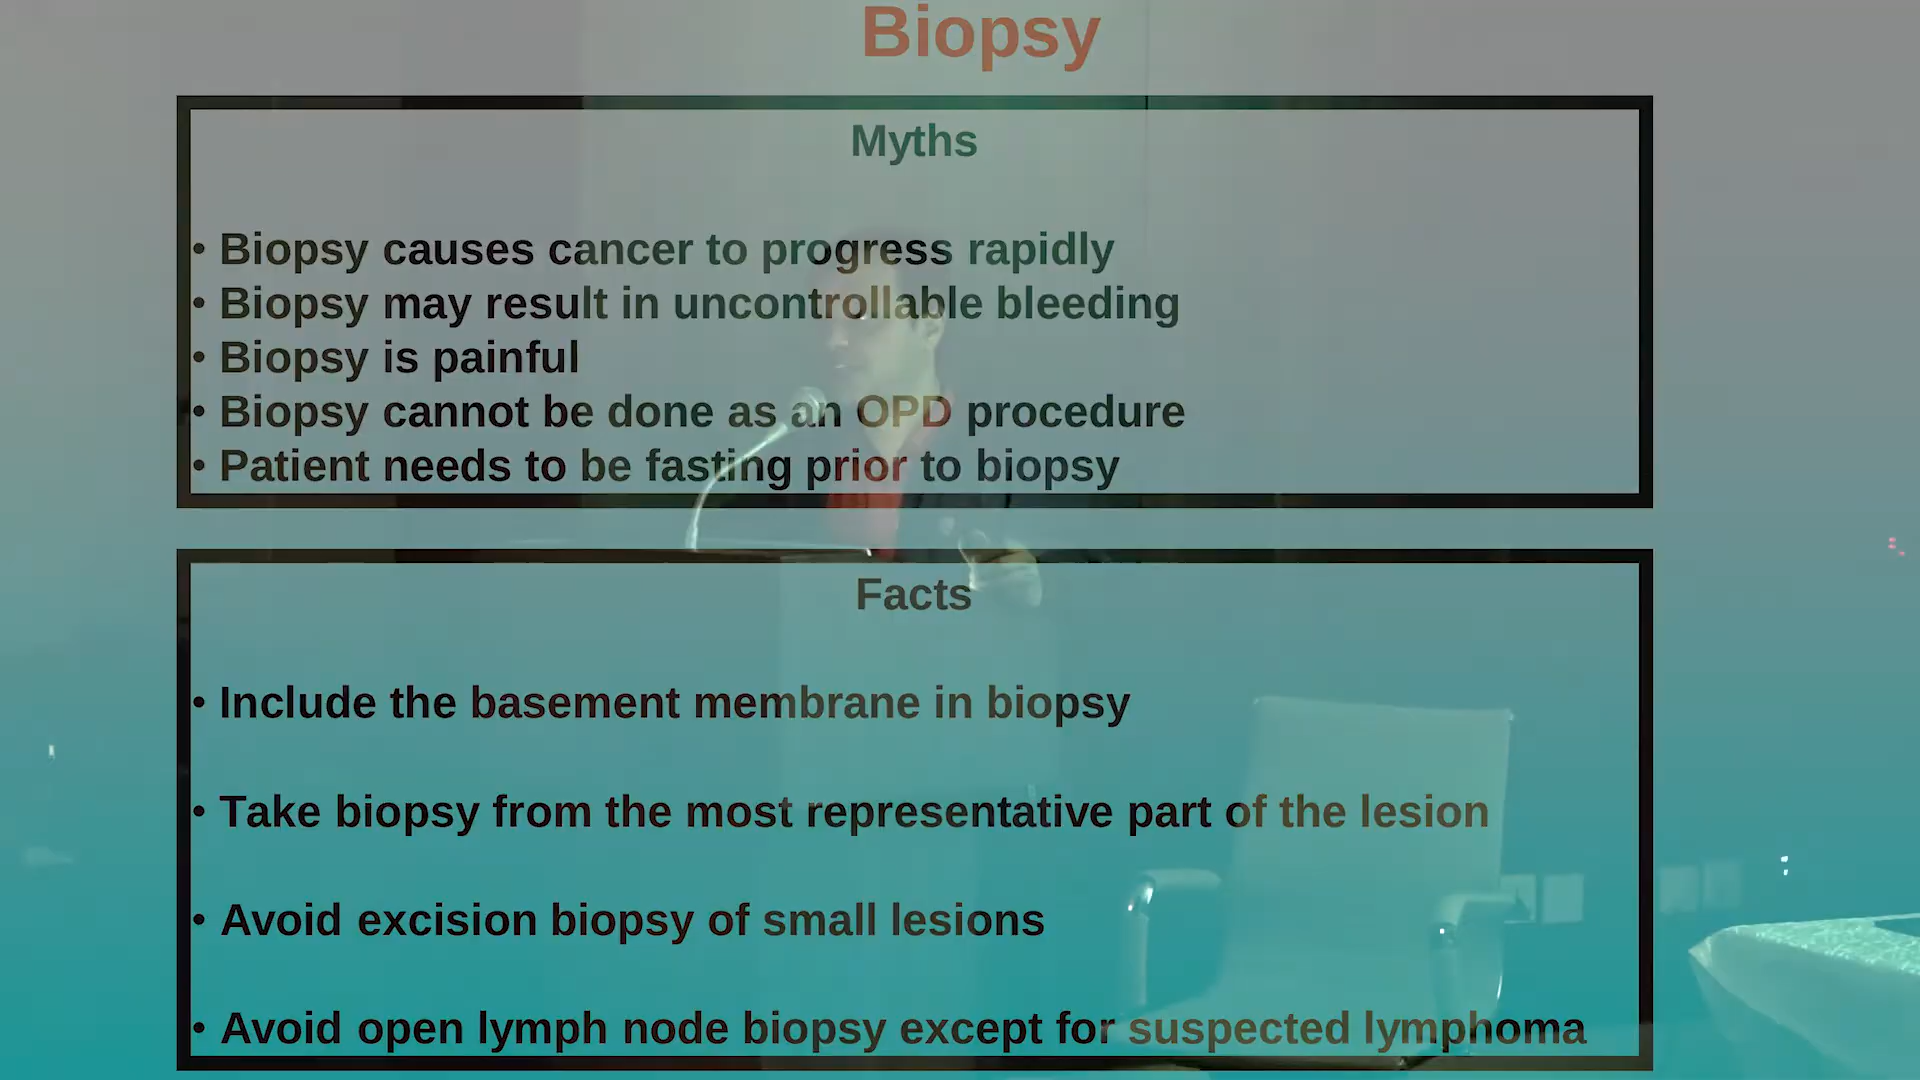 Biopsy
Myths
• Biopsy causes cancer to progress rapidly
• Biopsy may result in uncontrollable bleeding
• Biopsy is painful
• Biopsy cannot be done as an OPD procedure
• Patient needs to be fasting prior to biopsy
Facts
• Include the basement membrane in biopsy
• Take biopsy from the most representative part of the lesion
• Avoid excision biopsy of small lesions
• Avoid open lymph node biopsy except for suspected lymphoma